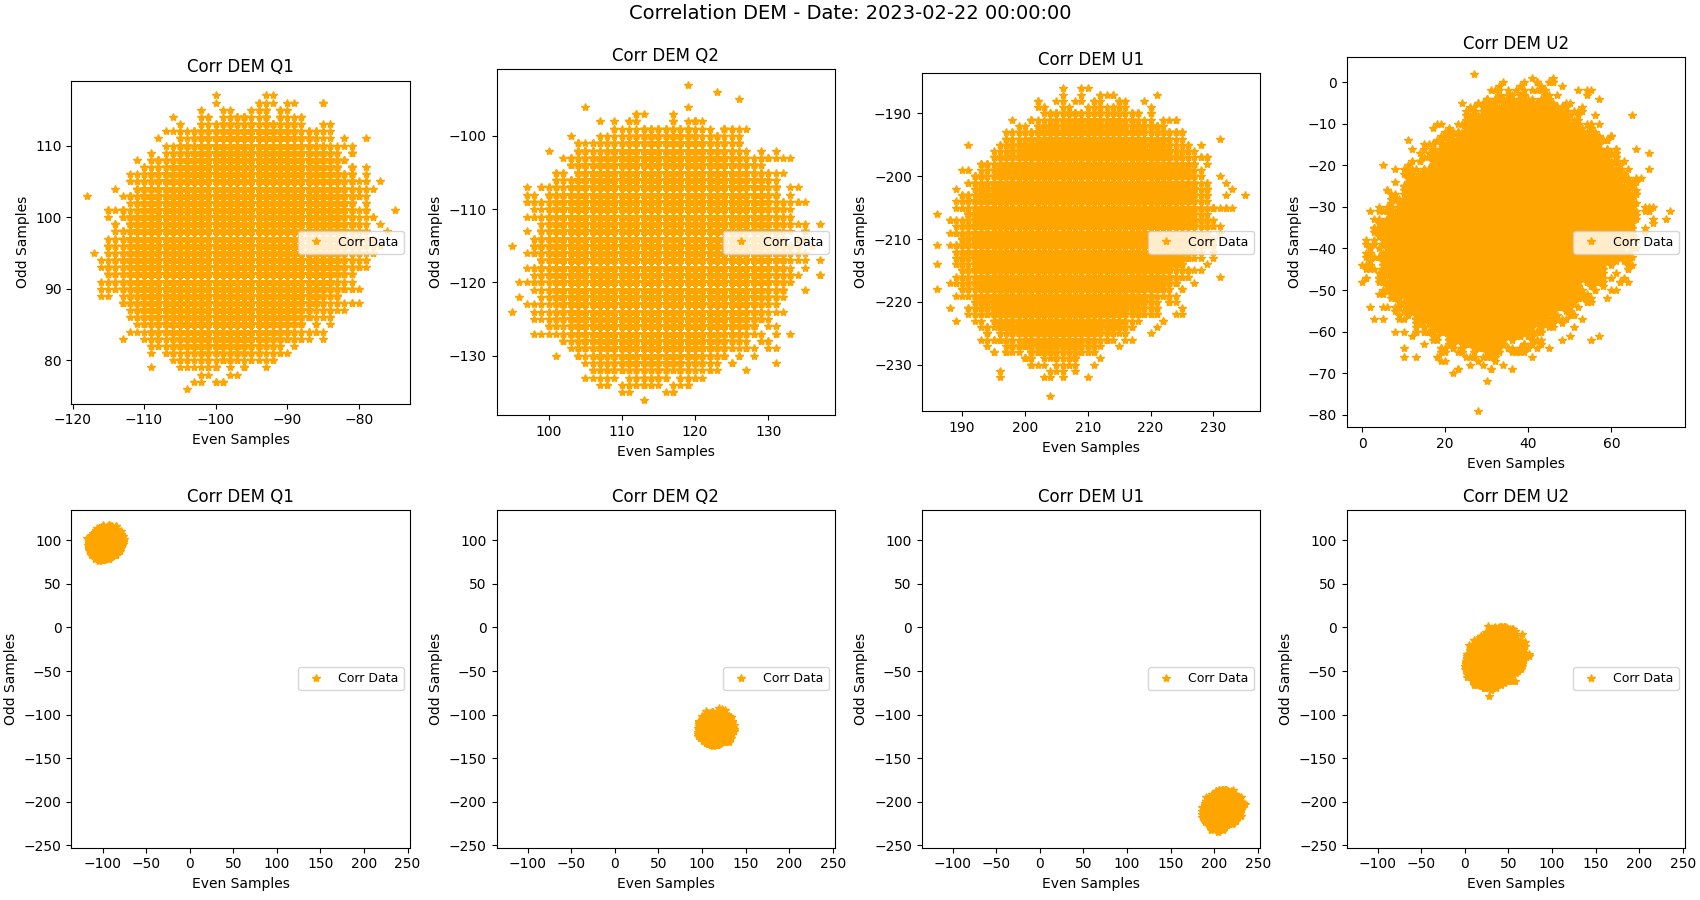 Correlation DEM - Date: 2023-02-22 00:00:00
Corr DEM Q1
Odd Samples
110
100
90
80
−120 −110 −100 −90 −80
Even Samples
Corr Data
Corr DEM Q2
Odd Samples
−100
−110
−120
−130
100 110 120 130
Even Samples
Corr Data
Corr DEM U1
Odd Samples
−190
−200
−210
−220
−230
190 200 210 220 230
Even Samples
Corr Data
Corr DEM U2
Odd Samples
0
−10
−20
−30
−40
−50
−60
−70
−80
0 20 40 60
Even Samples
Corr Data
Corr DEM Q1
Odd Samples
100
50
0
−50
−100
−150
−200
−250
−100 −50 0 50 100 150 200 250
Even Samples
Corr Data
Corr DEM Q2
Odd Samples
100
50
0
−50
−100
−150
−200
−250
−100 −50 0 50 100 150 200 250
Even Samples
Corr Data
Corr DEM U1
Odd Samples
100
50
0
−50
−100
−150
−200
−250
−100 −50 0 50 100 150 200 250
Even Samples
Corr Data
Corr DEM U2
Odd Samples
100
50
0
−50
−100
−150
−200
−250
−100 −50 0 50 100 150 200 250
Even Samples
Corr Data